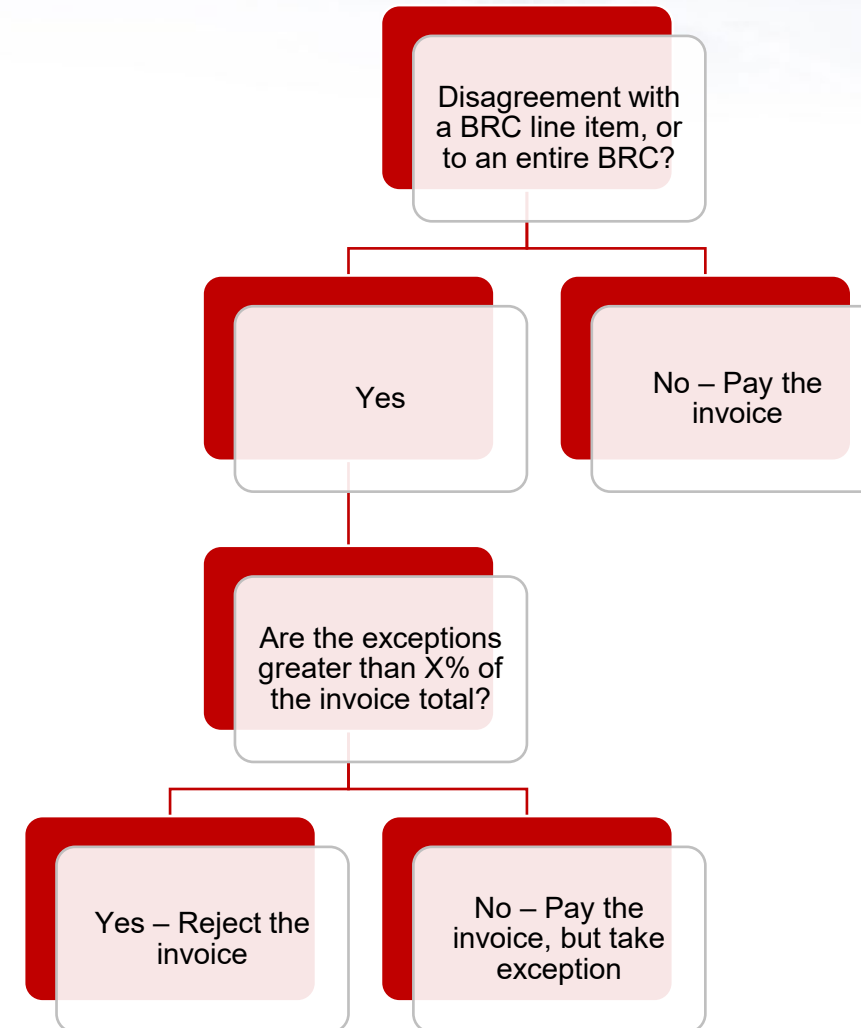 Disagreement with
a BRC line item, or
to an entire BRC?
Yes
No – Pay the
invoice
Are the exceptions
greater than X% of
the invoice total?
Yes – Reject the
invoice
No – Pay the
invoice, but take
exception